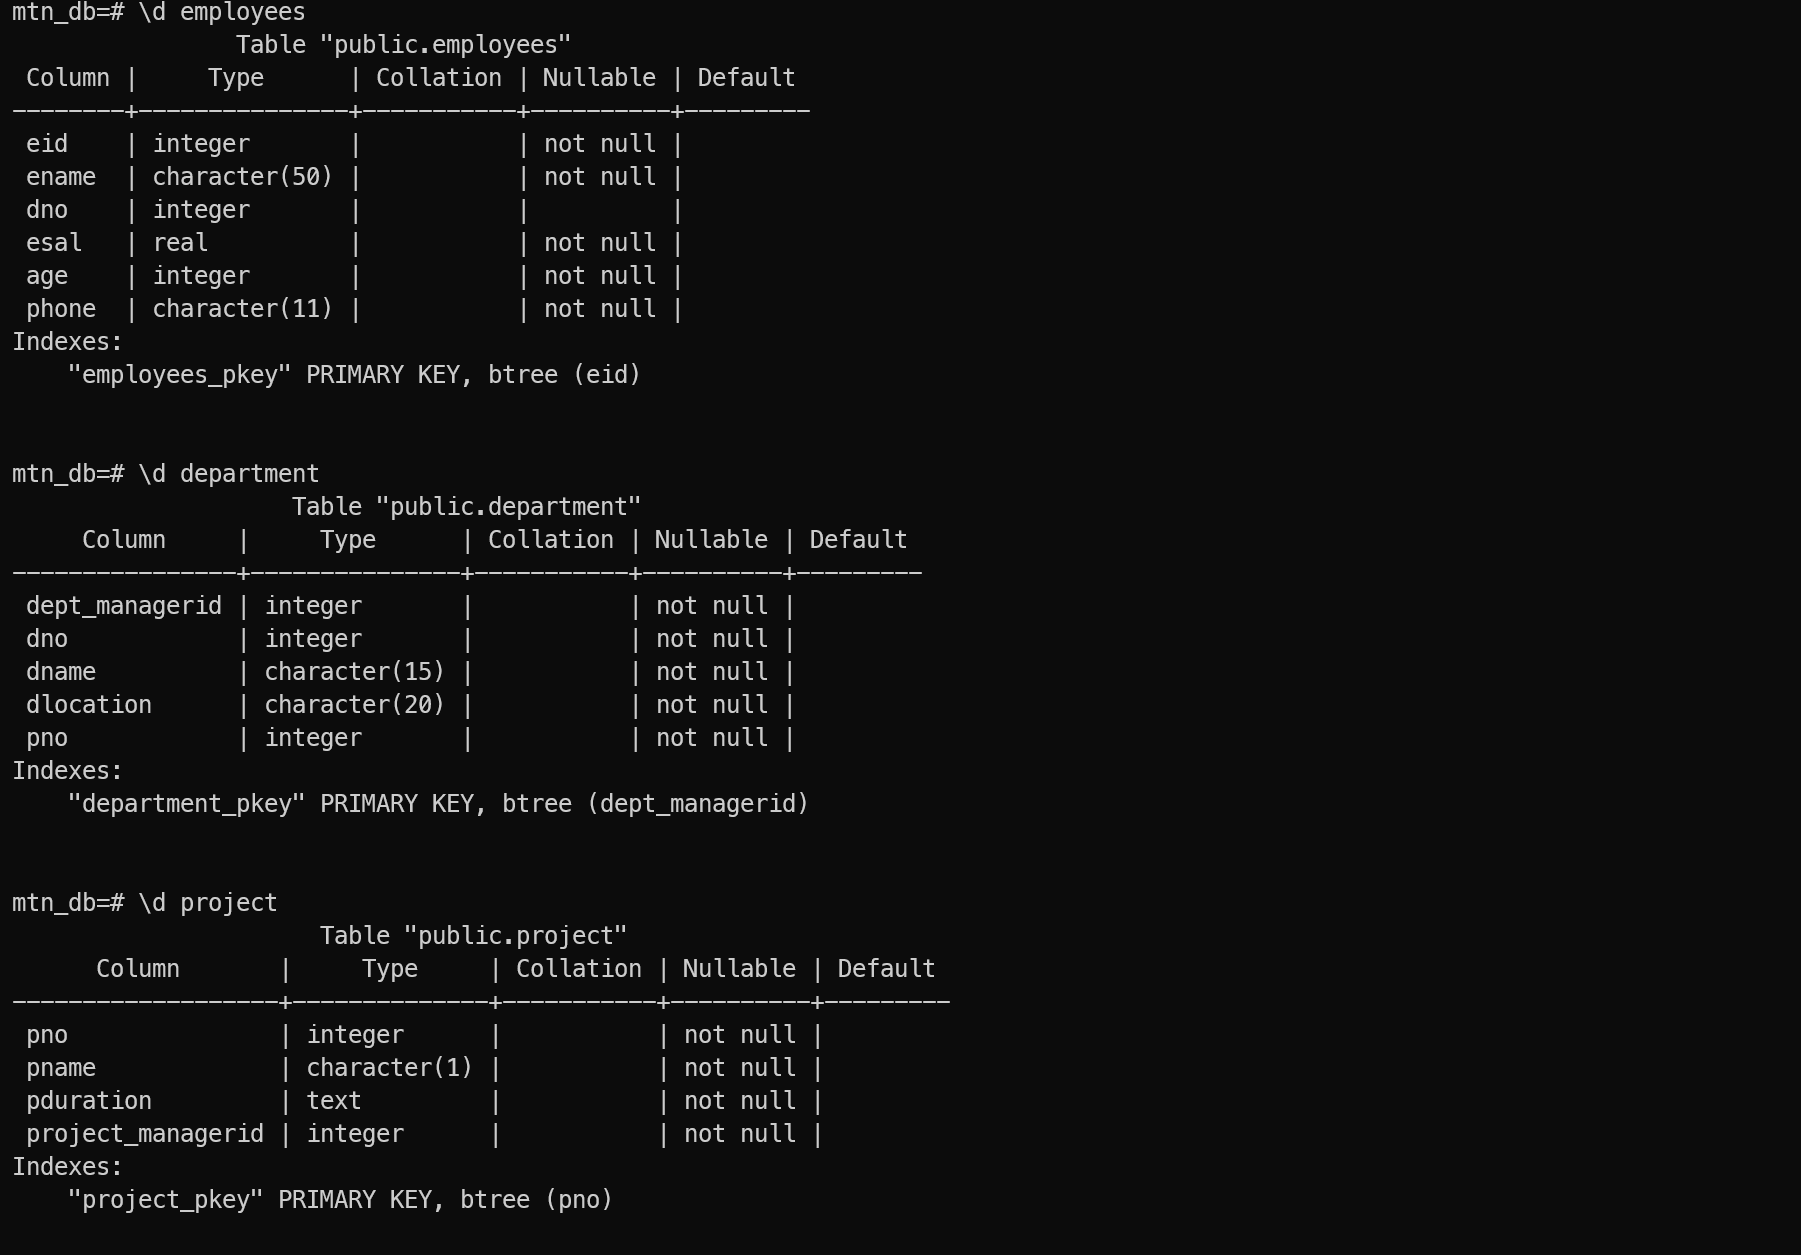 mtn_db=# \d employees
               Table "public.employees"
 Column |     Type      | Collation | Nullable | Default
--------+---------------+-----------+----------+---------
 eid    | integer       |           | not null |
 ename  | character(50) |           | not null |
 dno    | integer       |           |          |
 esal   | real          |           | not null |
 age    | integer       |           | not null |
 phone  | character(11) |           | not null |
Indexes:
    "employees_pkey" PRIMARY KEY, btree (eid)

mtn_db=# \d department
                   Table "public.department"
     Column     |     Type      | Collation | Nullable | Default
----------------+---------------+-----------+----------+---------
 dept_managerid | integer       |           | not null |
 dno            | integer       |           | not null |
 dname          | character(15) |           | not null |
 dlocation      | character(20) |           | not null |
 pno            | integer       |           | not null |
Indexes:
    "department_pkey" PRIMARY KEY, btree (dept_managerid)

mtn_db=# \d project
                     Table "public.project"
      Column       |     Type     | Collation | Nullable | Default
-------------------+--------------+-----------+----------+---------
 pno               | integer      |           | not null |
 pname             | character(1) |           | not null |
 pduration         | text         |           | not null |
 project_managerid | integer      |           | not null |
Indexes:
    "project_pkey" PRIMARY KEY, btree (pno)